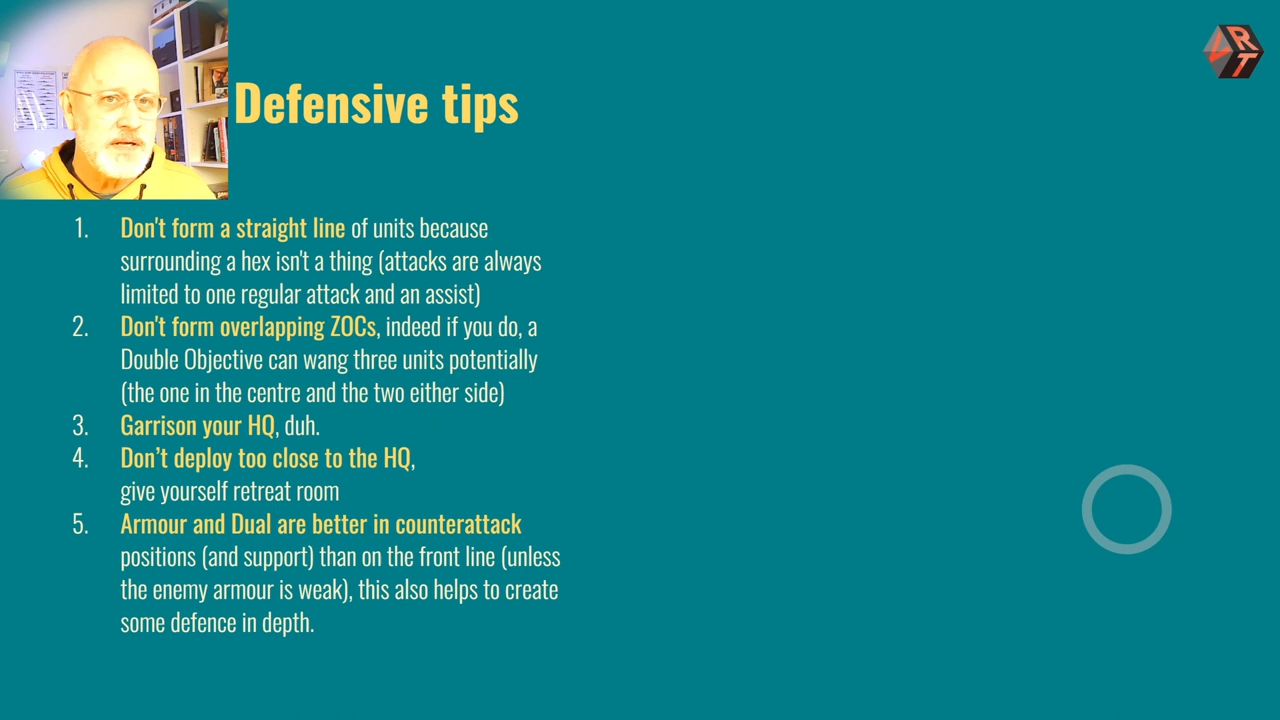 RT
Defensive tips
1. Don't form a straight line of units because
surrounding a hex isn't a thing (attacks are always
limited to one regular attack and an assist)
2. Don't form overlapping ZOCs, indeed if you do, a
Double Objective can wang three units potentially
(the one in the centre and the two either side)
3. Garrison your HQ, duh.
4. Don’t deploy too close to the HQ,
give yourself retreat room
5. Armour and Dual are better in counterattack
positions (and support) than on the front line (unless
the enemy armour is weak), this also helps to create
some defence in depth.